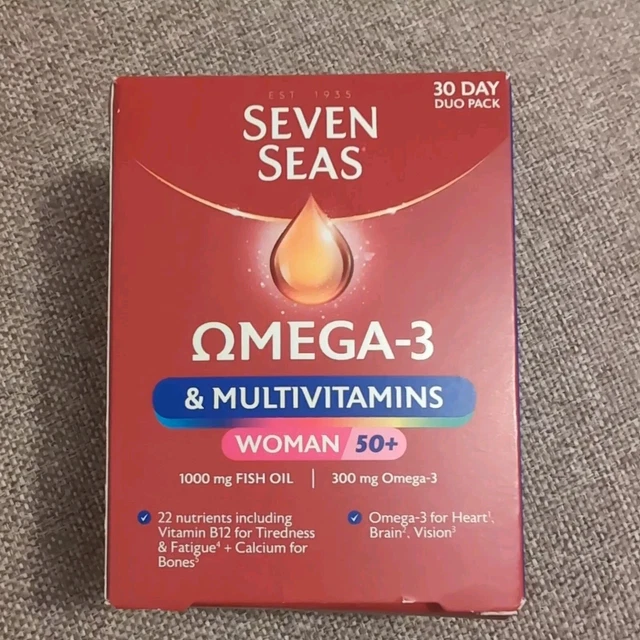 EST 1935
SEVEN
SEAS®
30 DAY
DUO PACK
ΩMEGA-3
& MULTIVITAMINS
WOMAN / 50+
1000 mg FISH OIL | 300 mg Omega-3
22 nutrients including
Vitamin B12 for Tiredness
& Fatigue⁴ + Calcium for
Bones⁵
Omega-3 for Heart¹,
Brain², Vision³